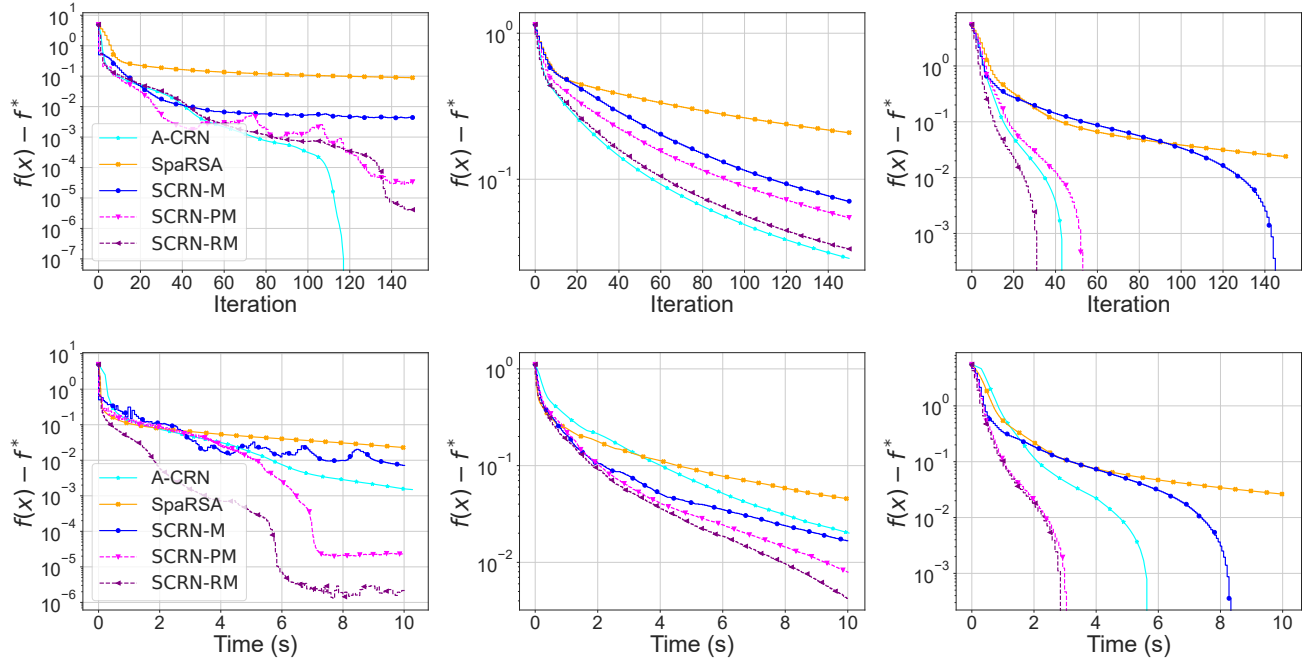 f(x) − f*
10^1
10^0
10^-1
10^-2
10^-3
10^-4
10^-5
10^-6
10^-7
A-CRN
SpaRSA
SCRN-M
SCRN-PM
SCRN-RM
0 20 40 60 80 100 120 140
Iteration
f(x) − f*
10^0
10^-1
0 20 40 60 80 100 120 140
Iteration
f(x) − f*
10^0
10^-1
10^-2
10^-3
0 20 40 60 80 100 120 140
Iteration
f(x) − f*
10^1
10^0
10^-1
10^-2
10^-3
10^-4
10^-5
10^-6
A-CRN
SpaRSA
SCRN-M
SCRN-PM
SCRN-RM
0 2 4 6 8 10
Time (s)
f(x) − f*
10^0
10^-1
10^-2
0 2 4 6 8 10
Time (s)
f(x) − f*
10^0
10^-1
10^-2
10^-3
0 2 4 6 8 10
Time (s)